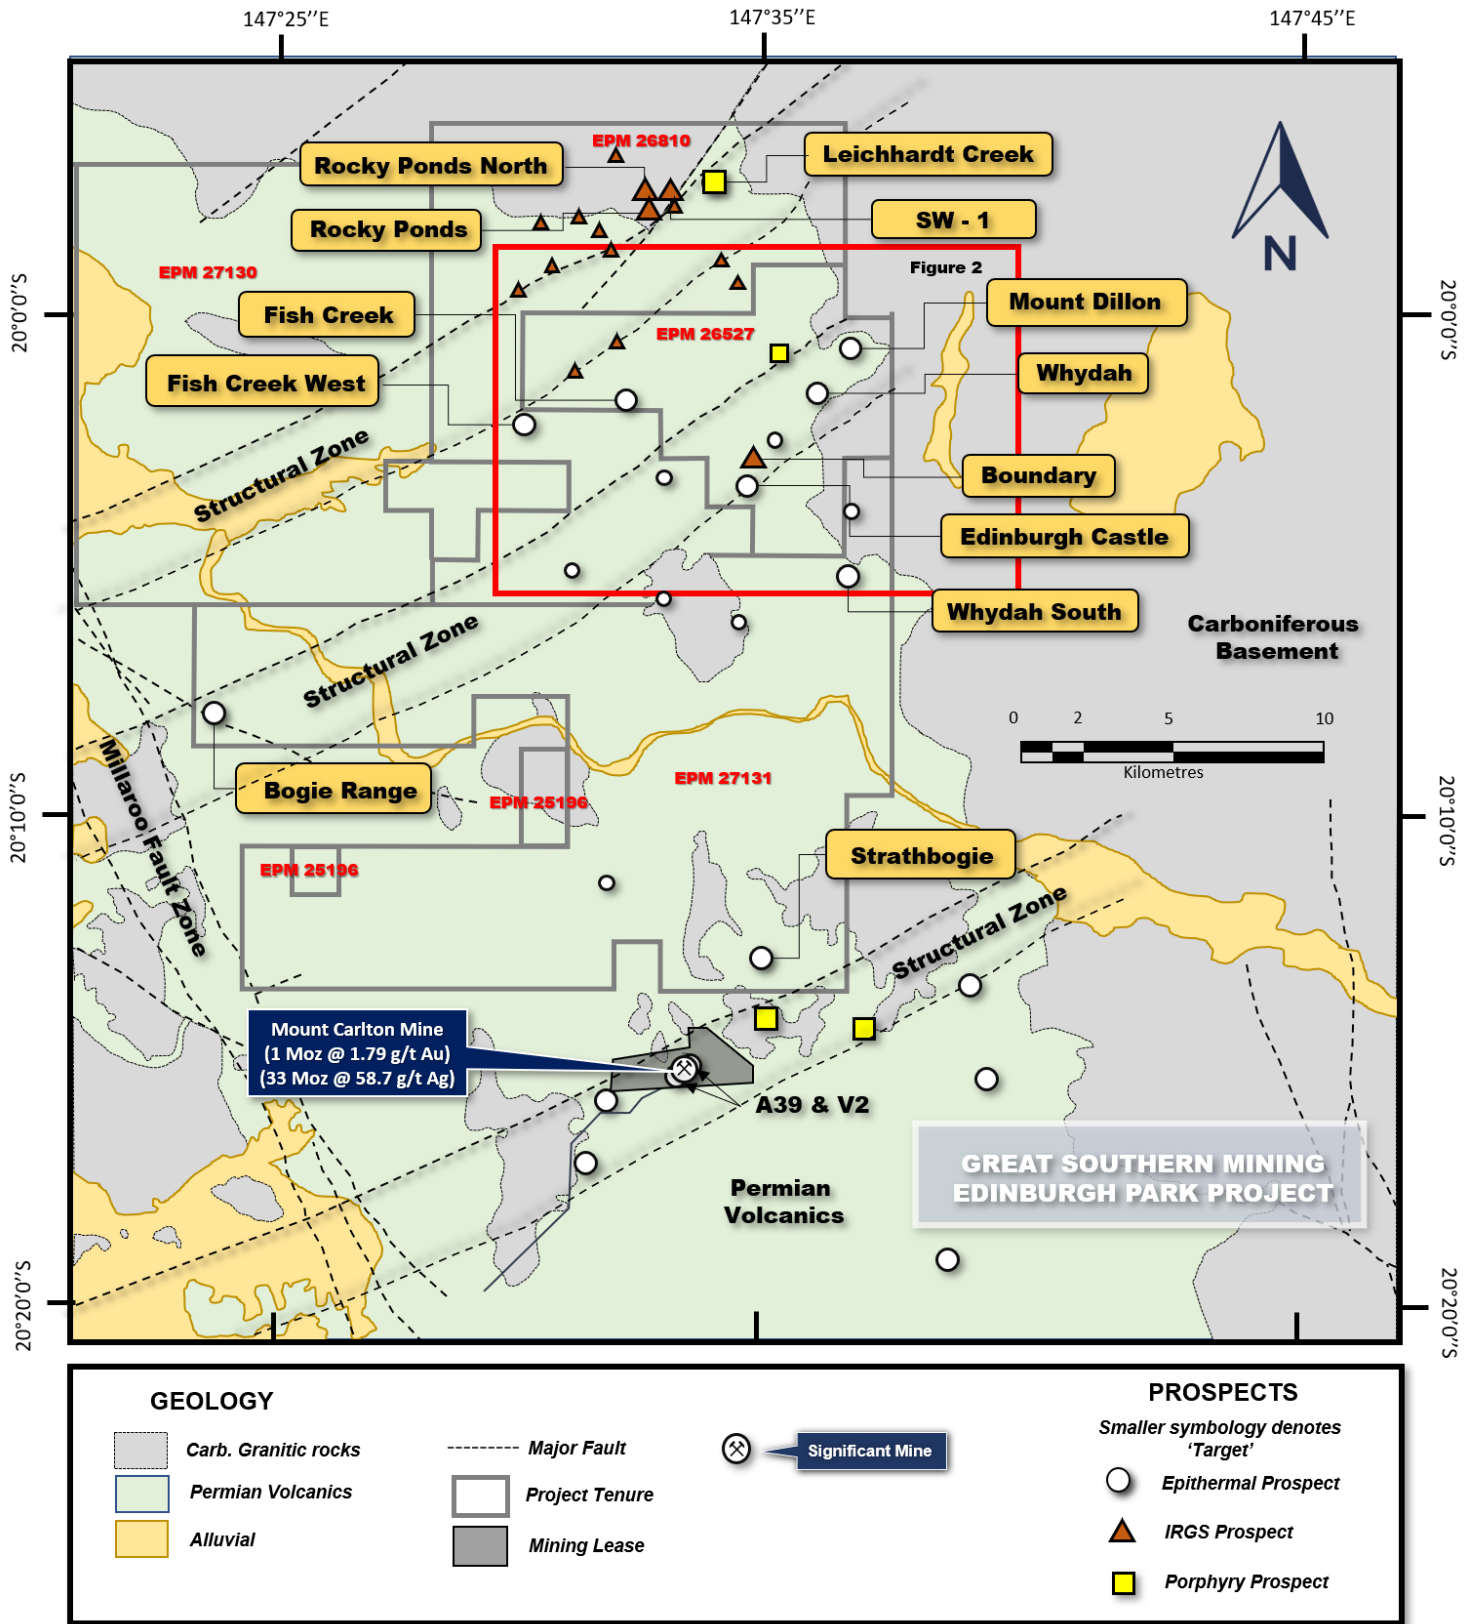 147°25''E
147°35''E
147°45''E
EPM 26810
Rocky Ponds North
Leichhardt Creek
Rocky Ponds
SW - 1
N
EPM 27130
Figure 2
20°0'0''S
20°0'0''S
Fish Creek
Mount Dillon
EPM 26527
Fish Creek West
Whydah
Structural Zone
Boundary
Edinburgh Castle
Whydah South
Structural Zone
Carboniferous
Basement
0 2 5 10
Kilometres
Millaroo Fault Zone
Bogie Range
EPM 27131
EPM 25196
20°10'0''S
20°10'0''S
Strathbogie
EPM 25196
Structural Zone
Mount Carlton Mine
(1 Moz @ 1.79 g/t Au)
(33 Moz @ 58.7 g/t Ag)
A39 & V2
GREAT SOUTHERN MINING
EDINBURGH PARK PROJECT
Permian
Volcanics
20°20'0''S
20°20'0''S
GEOLOGY
Carb. Granitic rocks
Permian Volcanics
Alluvial
Major Fault
Project Tenure
Mining Lease
Significant Mine
PROSPECTS
Smaller symbology denotes
‘Target’
Epithermal Prospect
IRGS Prospect
Porphyry Prospect